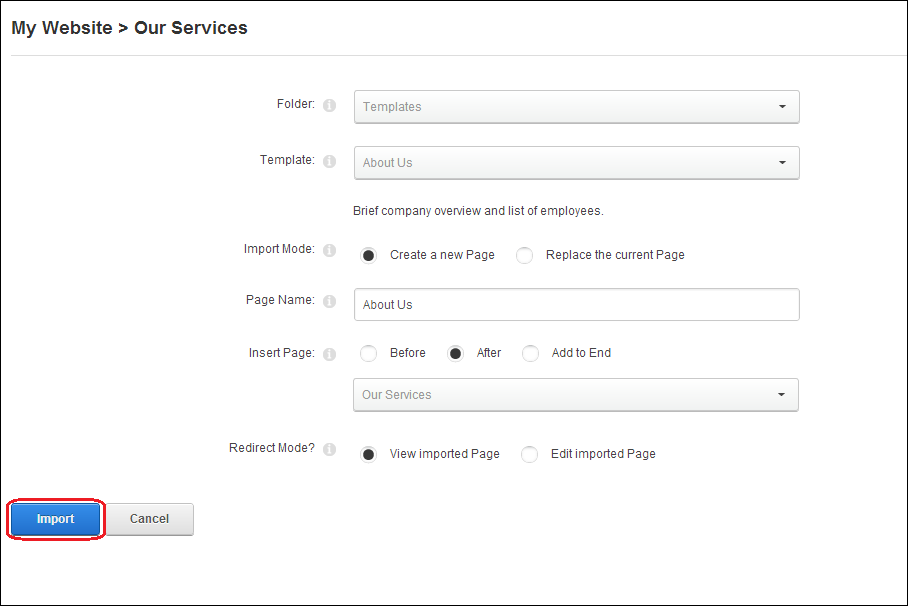 My Website > Our Services
Folder:
Templates
Template:
About Us
Brief company overview and list of employees.
Import Mode:
Create a new Page
Replace the current Page
Page Name:
About Us
Insert Page:
Before
After
Add to End
Our Services
Redirect Mode?
View imported Page
Edit imported Page
Import
Cancel